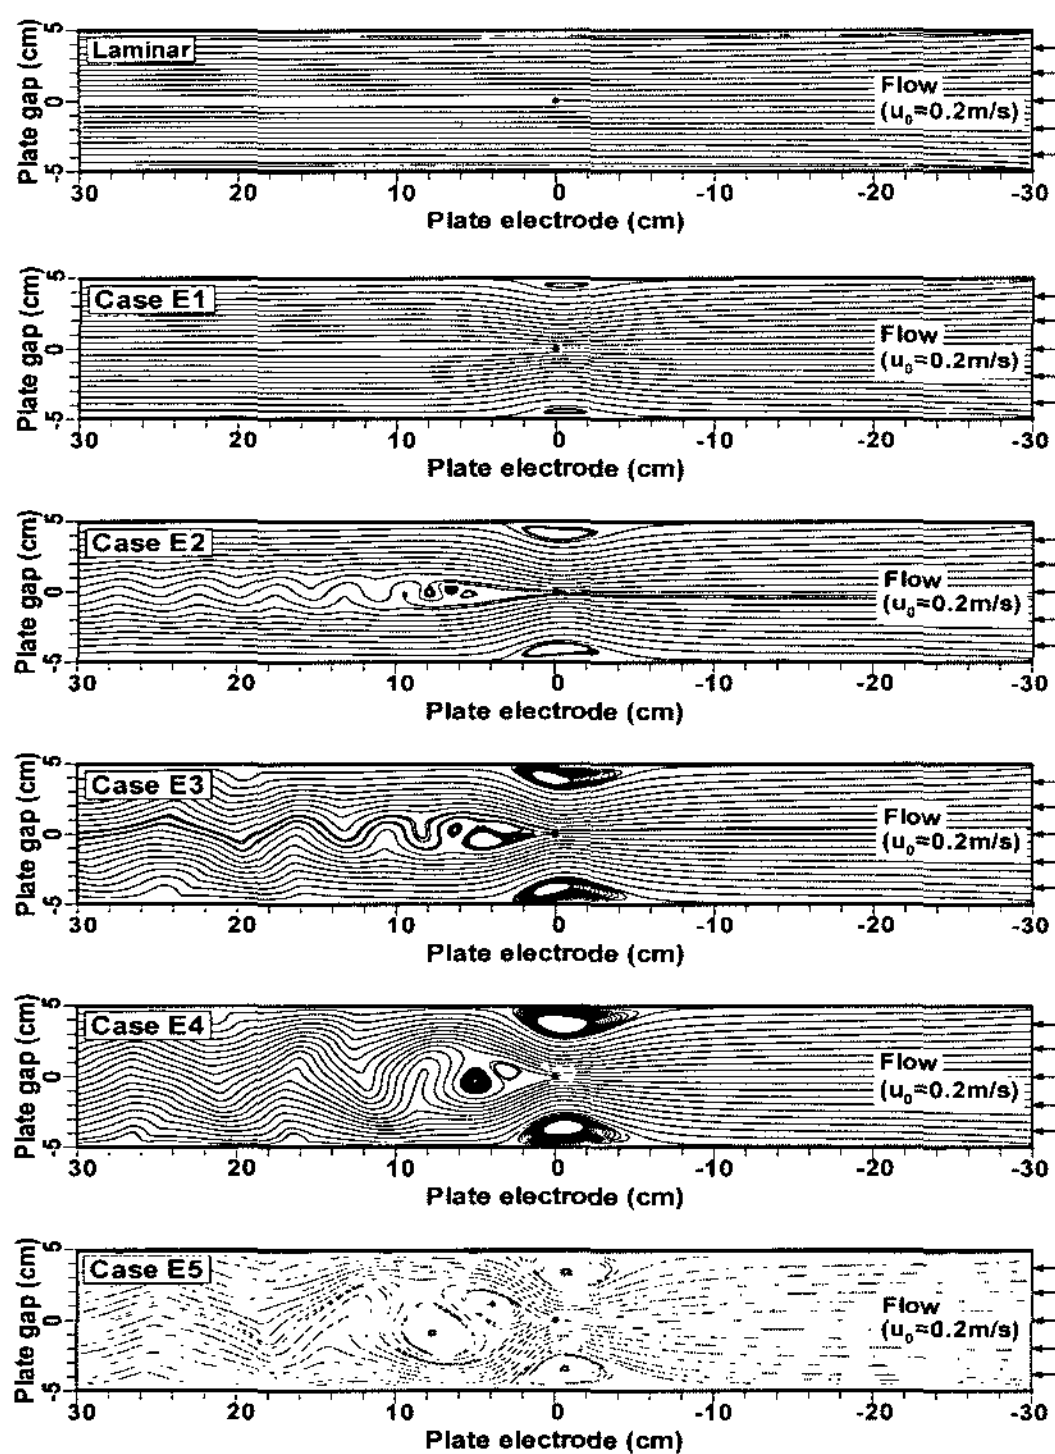 Plate gap (cm)
5
0
-5
Laminar
Flow
(u₀=0.2m/s)
30 20 10 0 -10 -20 -30
Plate electrode (cm)
Plate gap (cm)
5
0
-5
Case E1
Flow
(u₀=0.2m/s)
30 20 10 0 -10 -20 -30
Plate electrode (cm)
Plate gap (cm)
5
0
-5
Case E2
Flow
(u₀=0.2m/s)
30 20 10 0 -10 -20 -30
Plate electrode (cm)
Plate gap (cm)
5
0
-5
Case E3
Flow
(u₀=0.2m/s)
30 20 10 0 -10 -20 -30
Plate electrode (cm)
Plate gap (cm)
5
0
-5
Case E4
Flow
(u₀=0.2m/s)
30 20 10 0 -10 -20 -30
Plate electrode (cm)
Plate gap (cm)
5
0
-5
Case E5
Flow
(u₀=0.2m/s)
30 20 10 0 -10 -20 -30
Plate electrode (cm)